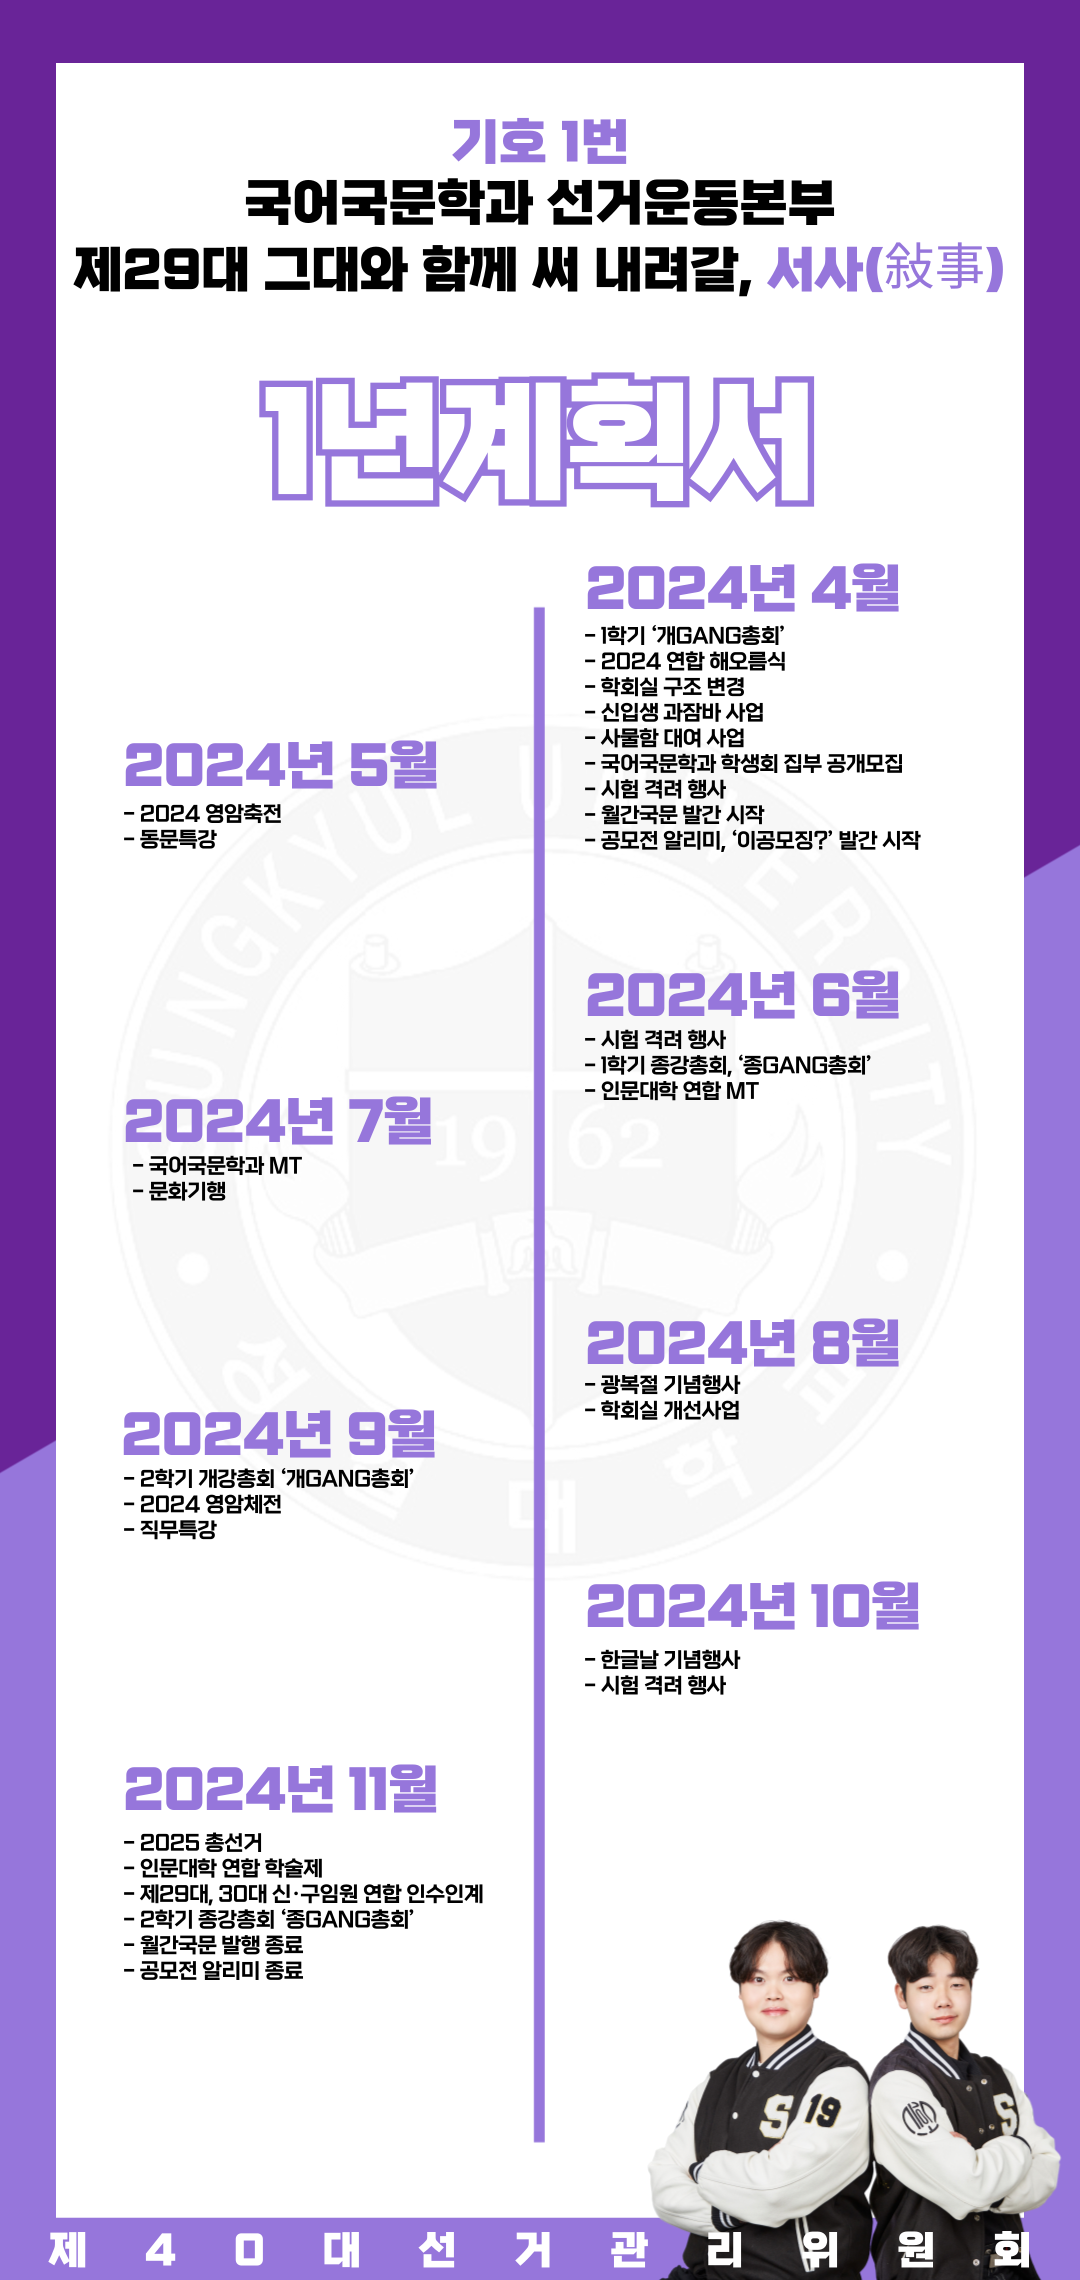 기호 1번
국어국문학과 선거운동본부
제29대 그대와 함께 써 내려갈, 서사(敍事)
1년계획서
2024년 4월
- 1학기 ‘개GANG총회’
- 2024 연합 해오름식
- 학회실 구조 변경
- 신입생 과잠바 사업
- 사물함 대여 사업
- 국어국문학과 학생회 집부 공개모집
- 시험 격려 행사
- 월간국문 발간 시작
- 공모전 알리미, ‘이공모징?’ 발간 시작
2024년 5월
- 2024 영암축전
- 동문특강
2024년 6월
- 시험 격려 행사
- 1학기 종강총회, ‘종GANG총회’
- 인문대학 연합 MT
2024년 7월
- 국어국문학과 MT
- 문화기행
2024년 8월
- 광복절 기념행사
- 학회실 개선사업
2024년 9월
- 2학기 개강총회 ‘개GANG총회’
- 2024 영암체전
- 직무특강
2024년 10월
- 한글날 기념행사
- 시험 격려 행사
2024년 11월
- 2025 총선거
- 인문대학 연합 학술제
- 제29대, 30대 신·구임원 연합 인수인계
- 2학기 종강총회 ‘종GANG총회’
- 월간국문 발행 종료
- 공모전 알리미 종료
1962
S 19
S
제40대선거관리위원회